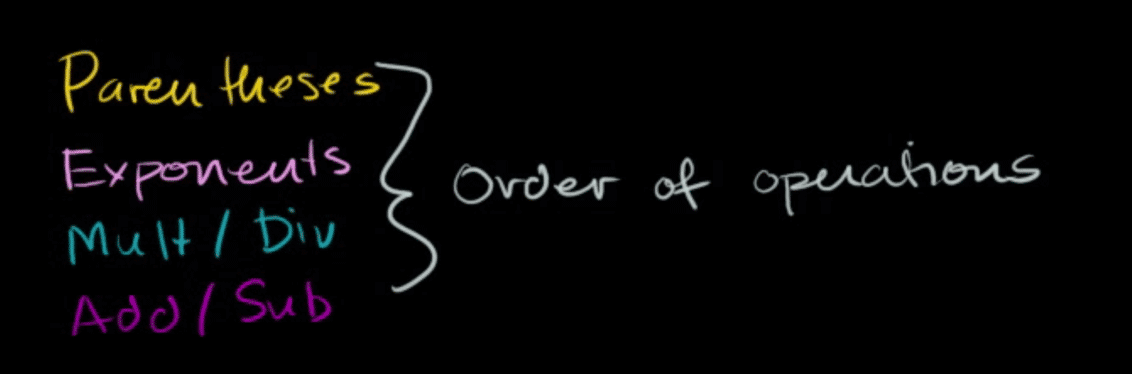 Parentheses
Exponents
Mult / Div
Add / Sub
Order of operations